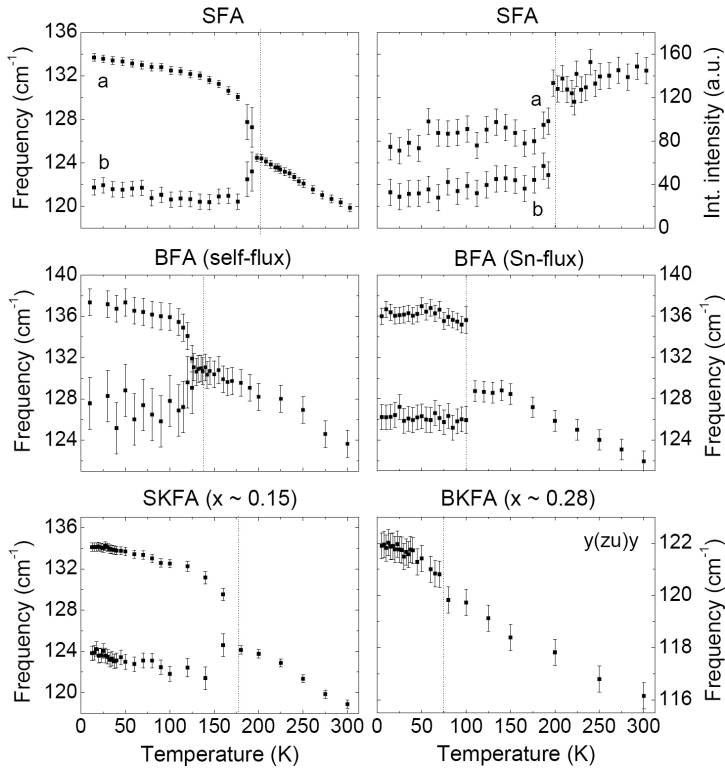 SFA
SFA
Frequency (cm⁻¹)
136
132
128
124
120
a
b
a
b
160
120
80
40
0
Int. intensity (a.u.)
BFA (self-flux)
BFA (Sn-flux)
Frequency (cm⁻¹)
140
136
132
128
124
140
136
132
128
124
Frequency (cm⁻¹)
SKFA (x ~ 0.15)
BKFA (x ~ 0.28)
Frequency (cm⁻¹)
136
132
128
124
120
y(zu)y
122
120
118
116
Frequency (cm⁻¹)
0 50 100 150 200 250 300
0 50 100 150 200 250 300
Temperature (K)
Temperature (K)